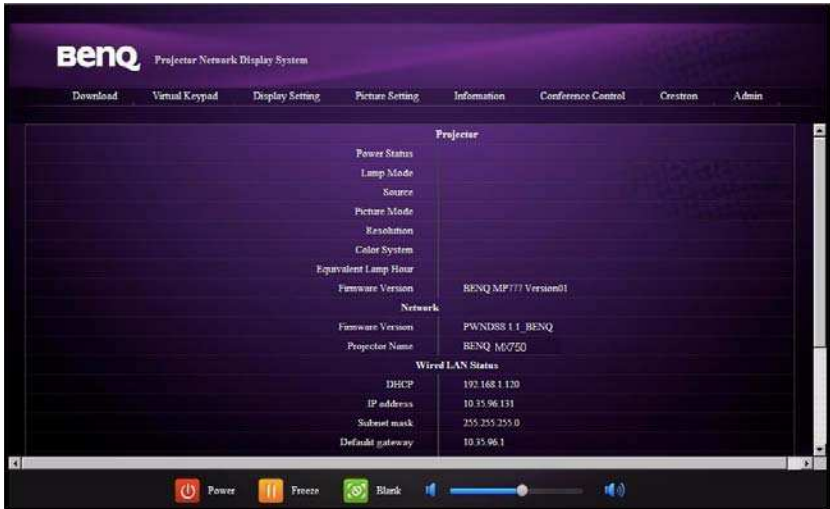 BenQ Projector Network Display System
Download Virtual Keypad Display Setting Picture Setting Information Conference Control Crestron Admin
Projector
Power Status
Lamp Mode
Source
Picture Mode
Resolution
Color System
Equivalent Lamp Hour
Firmware Version BENQ MP777 Version01
Network
Firmware Version PWNDSS 1.1_BENQ
Projector Name BENQ MX750
Wired LAN Status
DHCP 192.168.1.120
IP address 10.35.96.131
Subnet mask 255.255.255.0
Default gateway 10.35.96.1
Power Freeze Blank